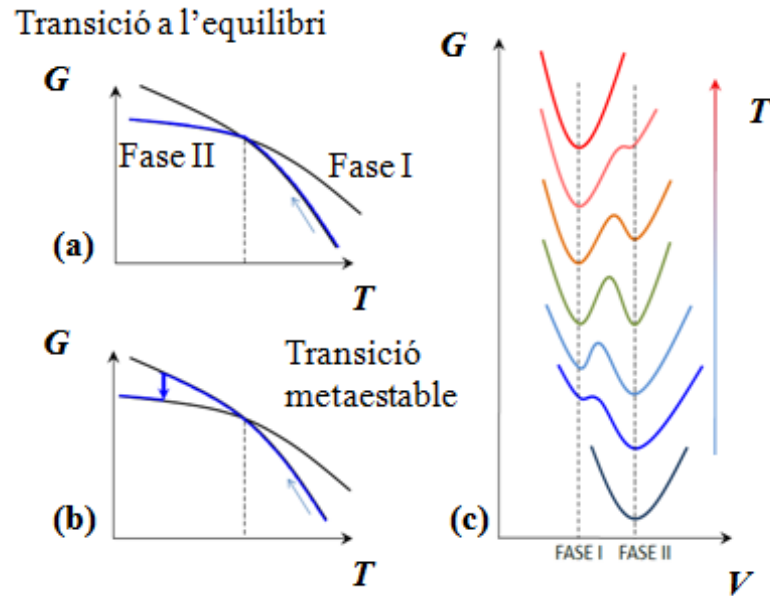 Transició a l’equilibri
G
Fase II
Fase I
(a)
T
G
Transició
metaestable
(b)
T
G
T
(c)
FASE I
FASE II
V